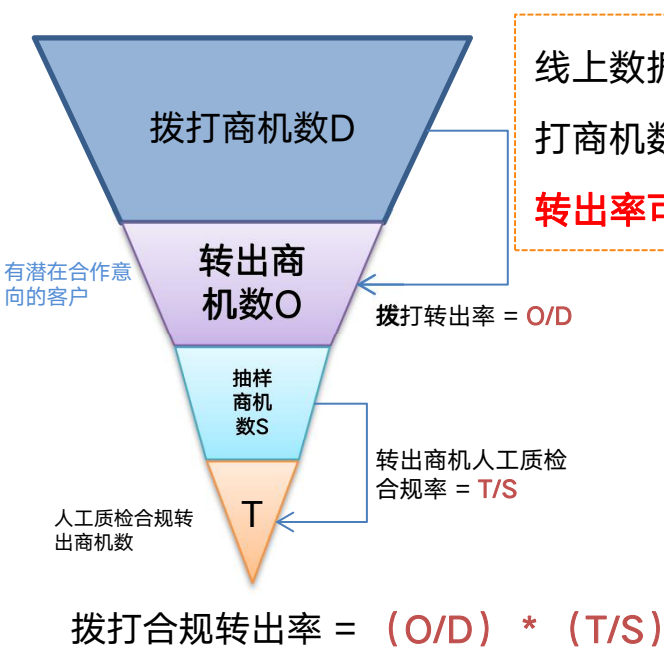 拨打商机数D
线上数
打商机
转出率
转出商
机数O
有潜在合作意
向的客户
拨打转出率 = O/D
抽样
商机
数S
转出商机人工质检
合规率 = T/S
T
人工质检合规转
出商机数
拨打合规转出率 = （O/D） * （T/S）